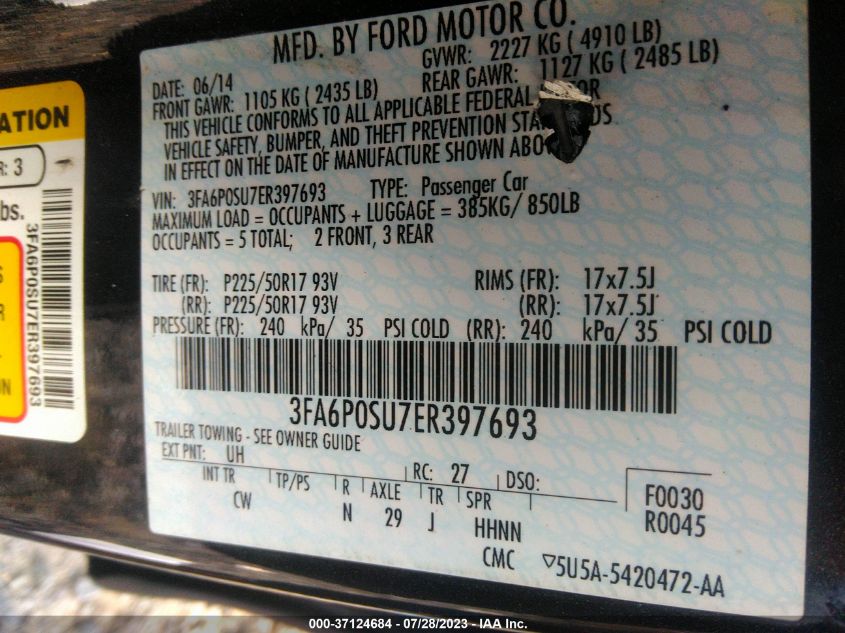 MFD. BY FORD MOTOR CO.
DATE: 06/14 GVWR: 2227 KG ( 4910 LB)
FRONT GAWR: 1105 KG ( 2435 LB) REAR GAWR: 1127 KG ( 2485 LB)
THIS VEHICLE CONFORMS TO ALL APPLICABLE FEDERAL
VEHICLE SAFETY, BUMPER, AND THEFT PREVENTION
IN EFFECT ON THE DATE OF MANUFACTURE SHOWN
VIN: 3FA6P0SU7ER397693 TYPE: Passenger Car
MAXIMUM LOAD = OCCUPANTS + LUGGAGE = 385KG/ 850LB
OCCUPANTS = 5 TOTAL; 2 FRONT, 3 REAR
TIRE (FR): P225/50R17 93V RIMS (FR): 17x7.5J
(RR): P225/50R17 93V (RR): 17x7.5J
PRESSURE (FR): 240 kPa/ 35 PSI COLD (RR): 240 kPa/ 35 PSI COLD
3FA6P0SU7ER397693
TRAILER TOWING - SEE OWNER GUIDE
EXT PNT: UH RC: 27 DSO:
INT TR TP/PS R AXLE TR SPR F0030
CW N 29 J HHNN R0045
CMC ▽5U5A-5420472-AA
R: 3
bs.
3FA6P0SU7ER397693
000-37124684 - 07/28/2023 - IAA Inc.